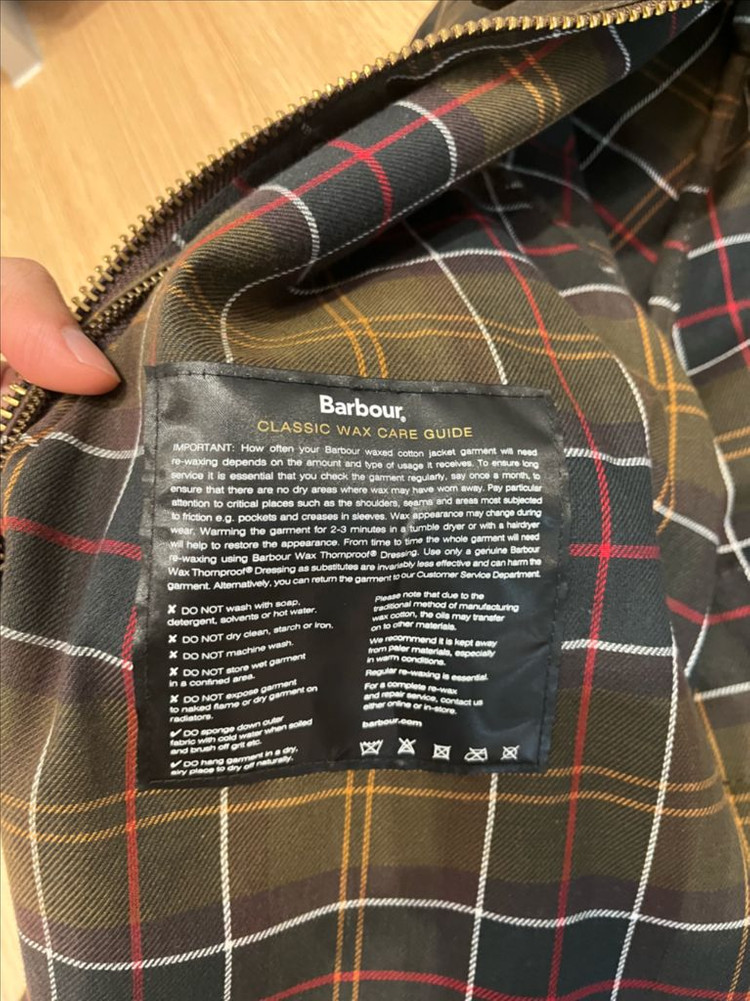 Barbour®
CLASSIC WAX CARE GUIDE
IMPORTANT: How often your Barbour waxed cotton jacket garment will need
re-waxing depends on the amount and type of usage it receives. To ensure long
service it is essential that you check the garment regularly, say once a month, to
ensure that there are no dry areas where wax may have worn away. Pay particular
attention to critical places such as the shoulders, seams and areas most subjected
to friction e.g. pockets and creases in sleeves. Wax appearance may change during
wear. Warming the garment for 2-3 minutes in a tumble dryer or with a hairdryer
will help to restore the appearance. From time to time the whole garment will need
re-waxing using Barbour Wax Thornproof® Dressing. Use only a genuine Barbour
Wax Thornproof® Dressing as substitutes are invariably less effective and can harm the
garment. Alternatively, you can return the garment to our Customer Service Department.
✘ DO NOT wash with soap,
detergent, solvents or hot water.
✘ DO NOT dry clean, starch or iron.
✘ DO NOT machine wash.
✘ DO NOT store wet garment
in a confined area.
✘ DO NOT expose garment
to naked flame or dry garment on
radiators.
✔ DO sponge down outer
fabric with cold water when soiled
and brush off grit etc.
✔ DO hang garment in a dry,
airy place to dry off naturally.
Please note that due to the
traditional method of manufacturing
wax cotton, the oils may transfer
on to other materials.
We recommend it is kept away
from paler materials, especially
in warm conditions.
Regular re-waxing is essential.
For a complete re-wax
and repair service, contact us
either online or in-store.
barbour.com